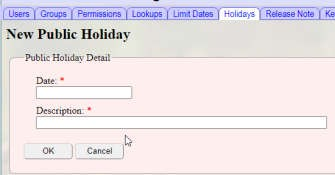 Users Groups Permissions Lookups Limit Dates Holidays Release Note
New Public Holiday
Public Holiday Detail
Date: *
Description: *
OK Cancel